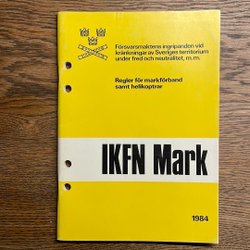 Försvarsmaktens ingripanden vid
kränkningar av Sveriges territorium
under fred och neutralitet, m.m.
Regler för markförband
samt helikoptrar
IKFN Mark
1984